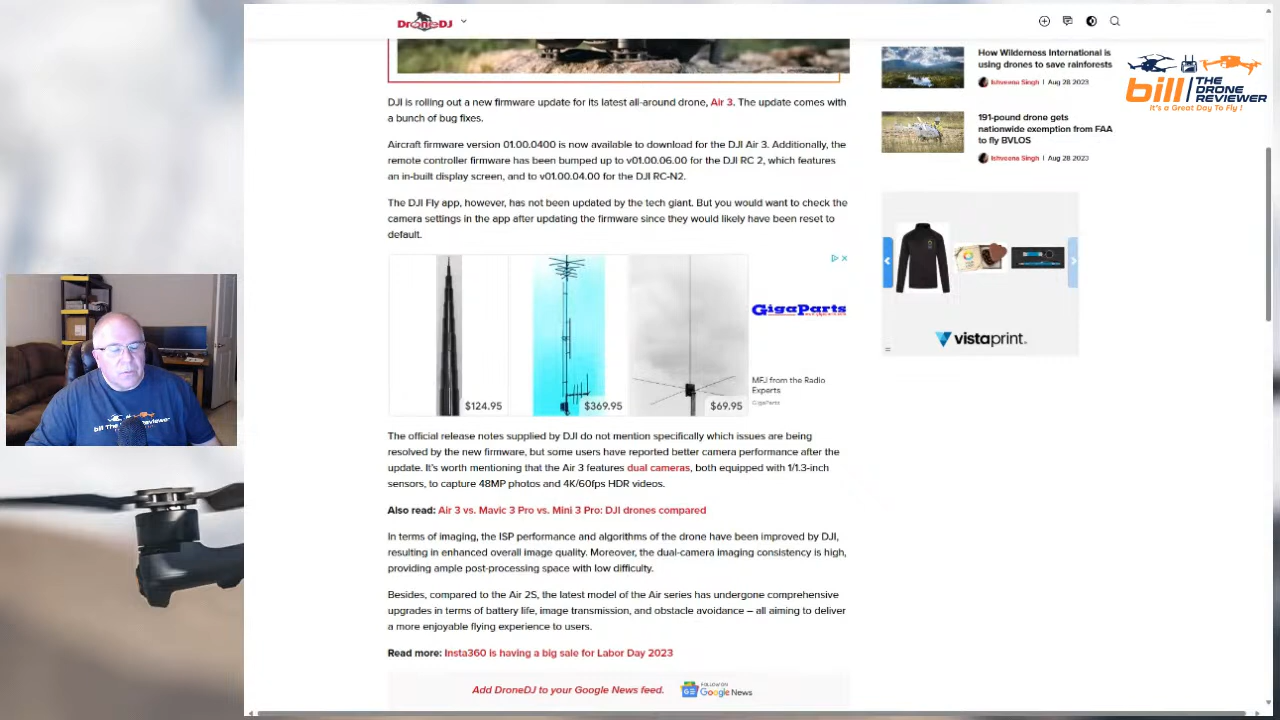 DroneDJ
How Wilderness International is
using drones to save rainforests
Ishveena Singh | Aug 28 2023
bill THE DRONE REVIEWER
It's a Great Day To Fly !
DJI is rolling out a new firmware update for its latest all-around drone, Air 3. The update comes with
a bunch of bug fixes.
191-pound drone gets
nationwide exemption from FAA
to fly BVLOS
Ishveena Singh | Aug 28 2023
Aircraft firmware version 01.00.0400 is now available to download for the DJI Air 3. Additionally, the
remote controller firmware has been bumped up to v01.00.06.00 for the DJI RC 2, which features
an in-built display screen, and to v01.00.04.00 for the DJI RC-N2.
The DJI Fly app, however, has not been updated by the tech giant. But you would want to check the
camera settings in the app after updating the firmware since they would likely have been reset to
default.
GigaParts
$124.95
$369.95
$69.95
MFJ from the Radio
Experts
GigaParts
vistaprint.
bill THE DRONE REVIEWER
The official release notes supplied by DJI do not mention specifically which issues are being
resolved by the new firmware, but some users have reported better camera performance after the
update. It's worth mentioning that the Air 3 features dual cameras, both equipped with 1/1.3-inch
sensors, to capture 48MP photos and 4K/60fps HDR videos.
Also read: Air 3 vs. Mavic 3 Pro vs. Mini 3 Pro: DJI drones compared
In terms of imaging, the ISP performance and algorithms of the drone have been improved by DJI,
resulting in enhanced overall image quality. Moreover, the dual-camera imaging consistency is high,
providing ample post-processing space with low difficulty.
Besides, compared to the Air 2S, the latest model of the Air series has undergone comprehensive
upgrades in terms of battery life, image transmission, and obstacle avoidance – all aiming to deliver
a more enjoyable flying experience to users.
Read more: Insta360 is having a big sale for Labor Day 2023
Add DroneDJ to your Google News feed.
FOLLOW ON
Google News